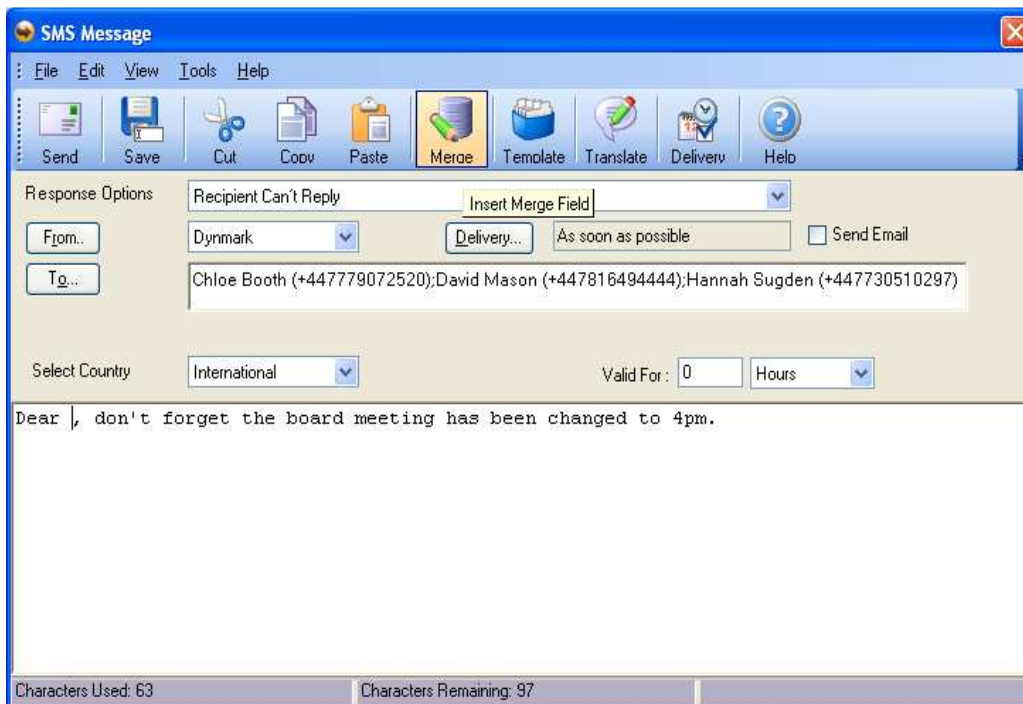 SMS Message
File Edit View Tools Help
Send Save Cut Copy Paste Merge Template Translate Delivery Help
Response Options Recipient Can´t Reply
Insert Merge Field
From.. Dynmark Delivery... As soon as possible Send Email
To... Chloe Booth (+447779072520);David Mason (+447816494444);Hannah Sugden (+447730510297)
Select Country International Valid For : 0 Hours
Dear , don't forget the board meeting has been changed to 4pm.
Characters Used: 63 Characters Remaining: 97